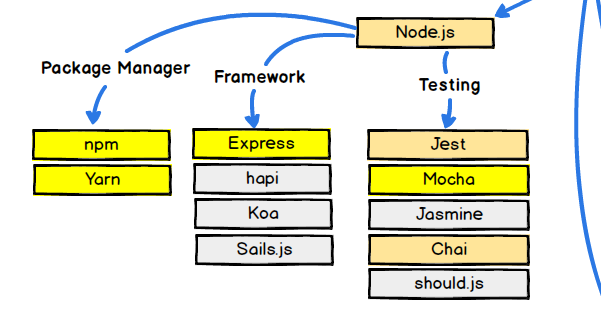 Node.js
Package Manager
Framework
Testing
npm
Yarn
Express
hapi
Koa
Sails.js
Jest
Mocha
Jasmine
Chai
should.js